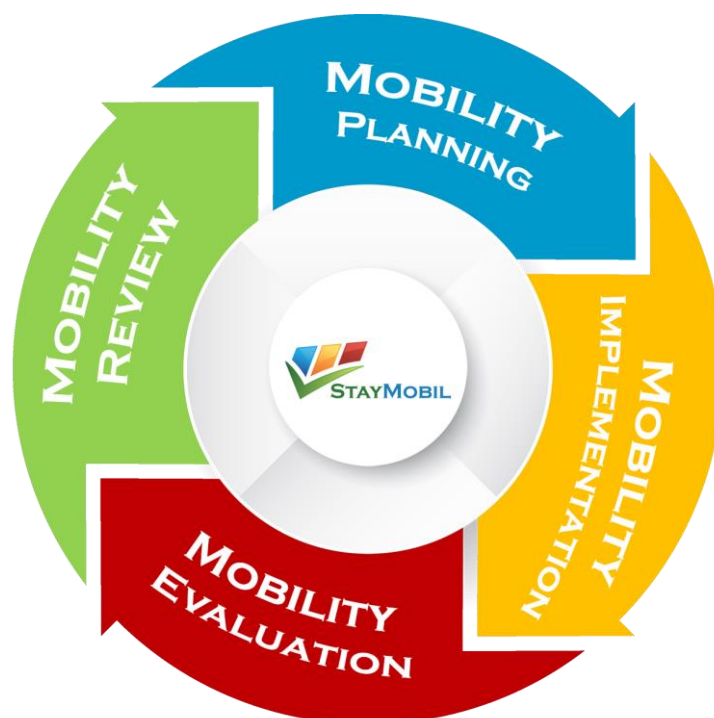 MOBILITY
PLANNING
MOBILITY
IMPLEMENTATION
MOBILITY
EVALUATION
MOBILITY
REVIEW
STAYMOBIL